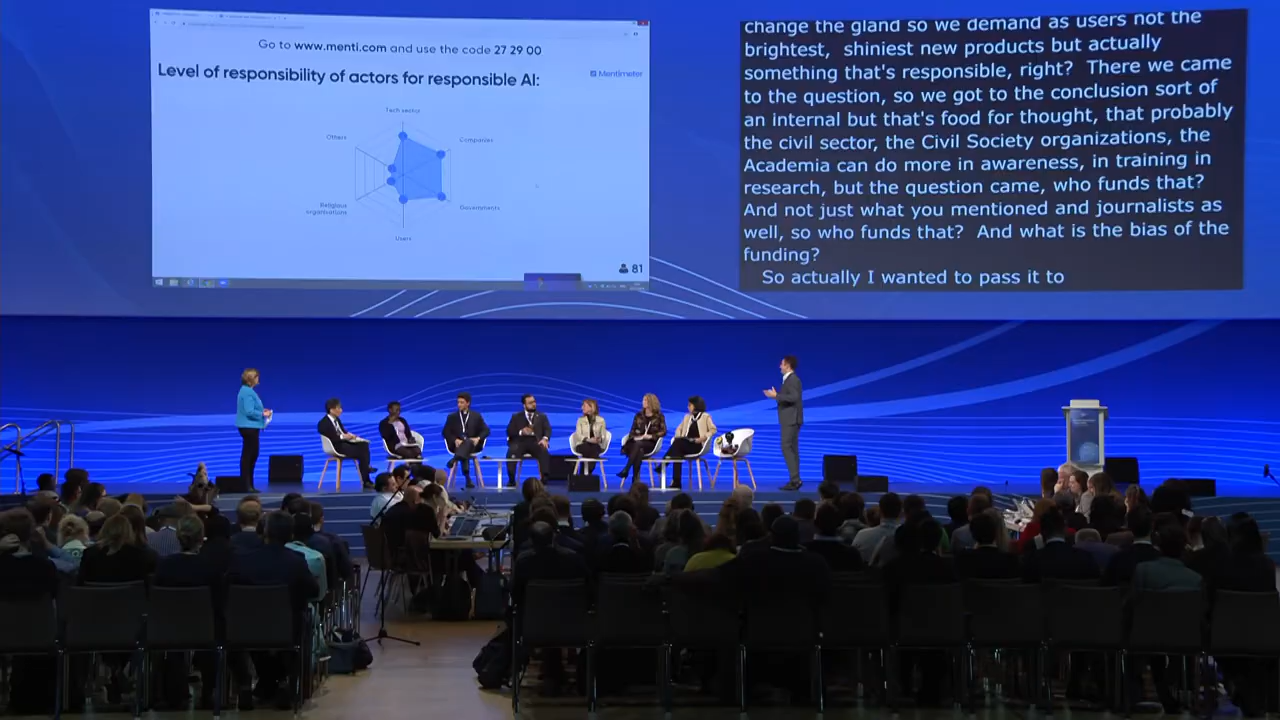 Go to www.menti.com and use the code 27 29 00
Level of responsibility of actors for responsible AI:
Mentimeter
Tech sector
Others
Companies
Religious
organisations
Governments
Users
81
change the gland so we demand as users not the
brightest, shiniest new products but actually
something that's responsible, right? There we came
to the question, so we got to the conclusion sort of
an internal but that's food for thought, that probably
the civil sector, the Civil Society organizations, the
Academia can do more in awareness, in training in
research, but the question came, who funds that?
And not just what you mentioned and journalists as
well, so who funds that? And what is the bias of the
funding?
So actually I wanted to pass it to